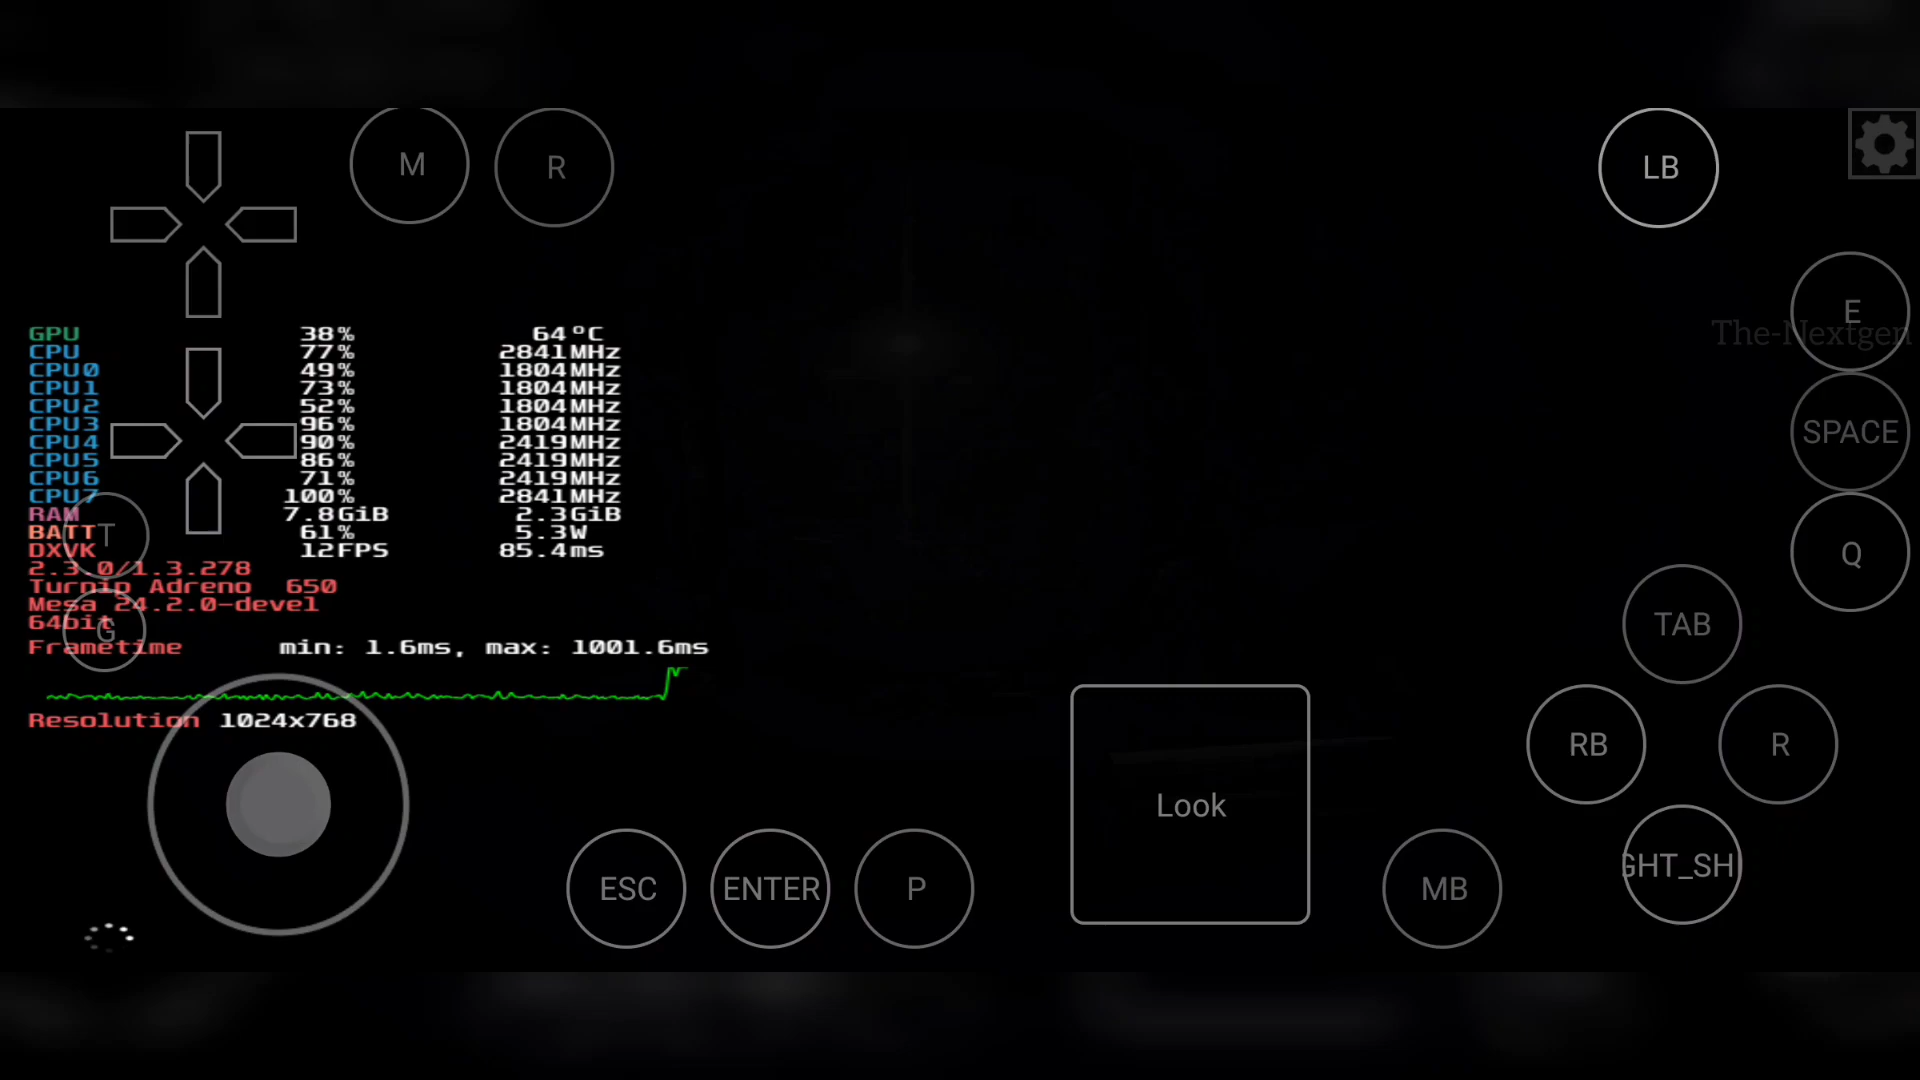 M R LB
E
The-Nextgen
GPU 38% 64°C
CPU 77% 2841MHz
CPU0 49% 1804MHz
CPU1 73% 1804MHz
CPU2 52% 1804MHz
CPU3 96% 1804MHz
CPU4 90% 2419MHz
CPU5 86% 2419MHz
CPU6 71% 2419MHz
CPU7 100% 2841MHz
RAM 7.8GiB 2.3GiB
BATT 61% 5.3W
DXVK 12FPS 85.4ms
2.3.0/1.3.278
Turnip Adreno 650
Mesa 24.2.0-devel
64bit
Frametime min: 1.6ms, max: 1001.6ms
Resolution 1024x768
T
G
SPACE
Q
TAB
RB R
Look
GHT_SH
ESC ENTER P MB